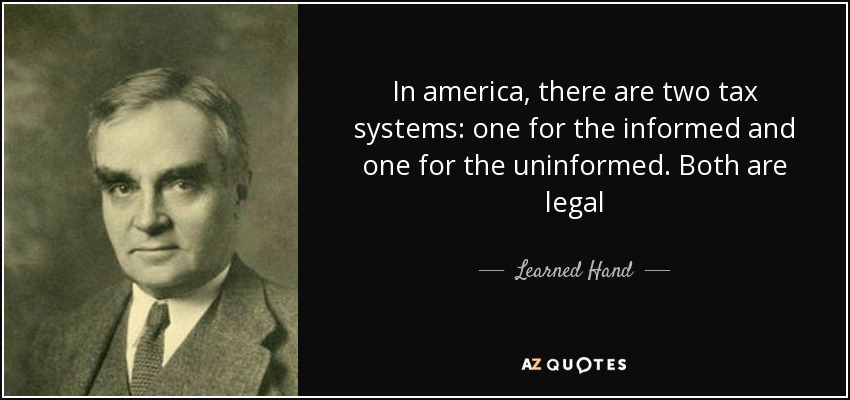 In america, there are two tax
systems: one for the informed and
one for the uninformed. Both are
legal
Learned Hand
AZ QUOTES